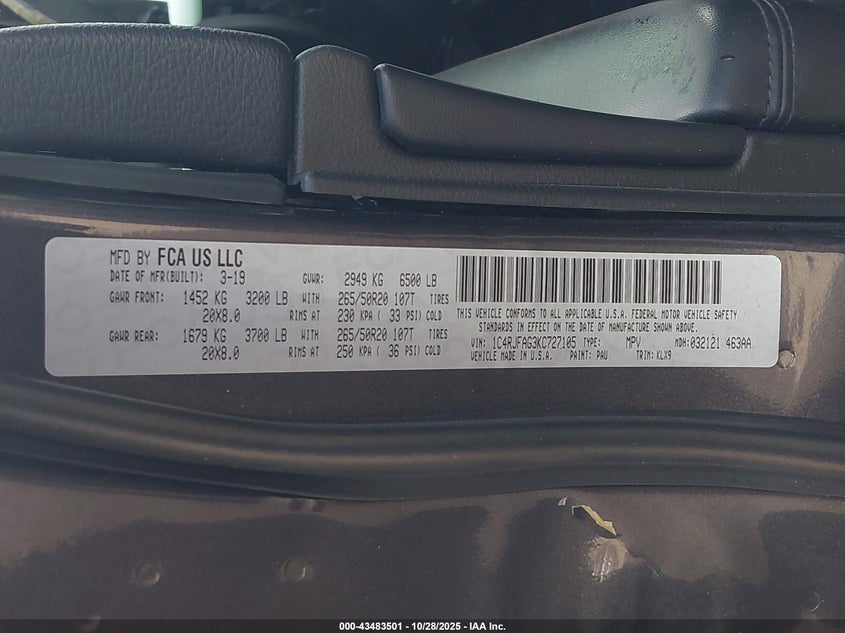 MFD BY FCA US LLC
DATE OF MFR(BUILT): 3-19 GVWR: 2949 KG 6500 LB
GAWR FRONT: 1452 KG 3200 LB WITH 265/50R20 107T TIRES
20X8.0 RIMS AT 230 KPA ( 33 PSI) COLD
GAWR REAR: 1679 KG 3700 LB WITH 265/50R20 107T TIRES
20X8.0 RIMS AT 250 KPA ( 36 PSI) COLD
THIS VEHICLE CONFORMS TO ALL APPLICABLE U.S.A. FEDERAL MOTOR VEHICLE SAFETY
STANDARDS IN EFFECT ON THE DATE OF MANUFACTURE SHOWN ABOVE.
VIN: 1C4RJFAG3KC727105 TYPE: MPV MDH: 032121 463AA
VEHICLE MADE IN U.S.A. PAINT: PAU TRIM: KLX9
000-43483501 | 10/28/2025 - IAA Inc.